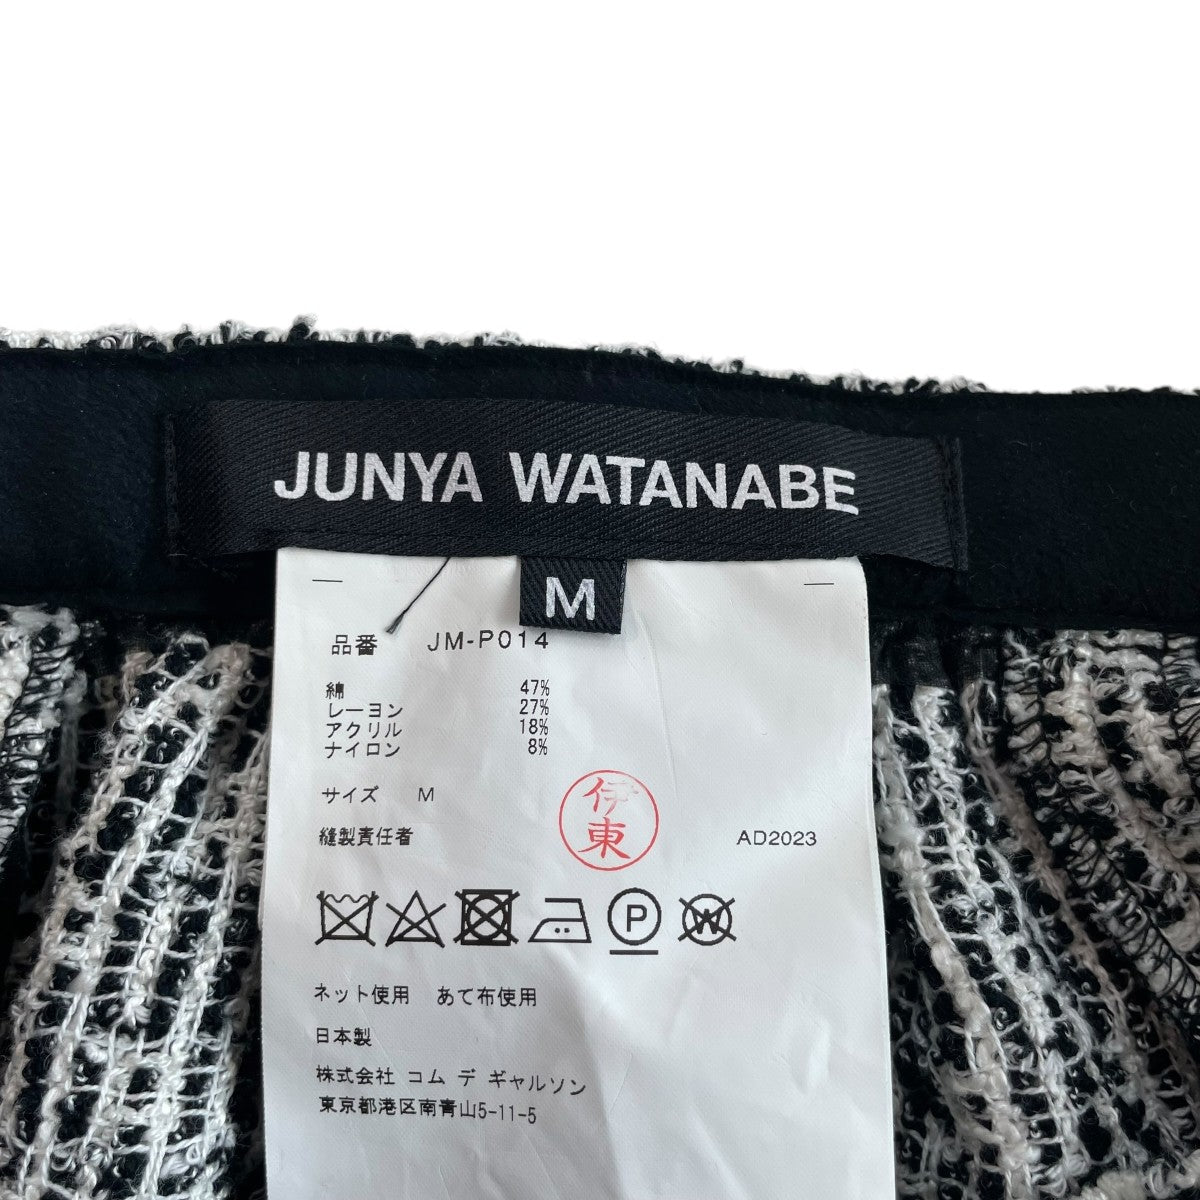 JUNYA WATANABE
M
品番 JM-P014
綿 47%
レーヨン 27%
アクリル 18%
ナイロン 8%
サイズ M
縫製責任者 伊東 AD2023
P W
ネット使用 あて布使用
日本製
株式会社 コム デ ギャルソン
東京都港区南青山5-11-5